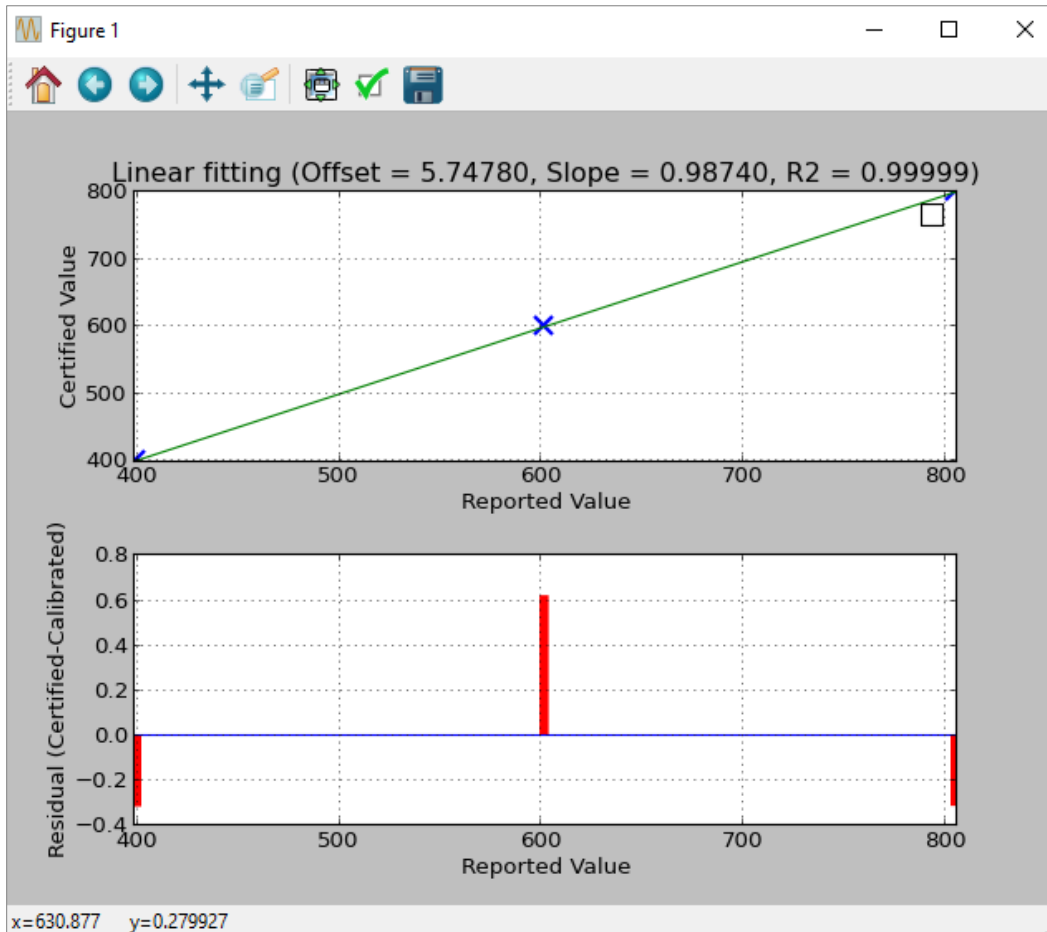 Figure 1
Linear fitting (Offset = 5.74780, Slope = 0.98740, R2 = 0.99999)
800
700
600
500
400
Certified Value
400 500 600 700 800
Reported Value
0.8
0.6
0.4
0.2
0.0
−0.2
−0.4
Residual (Certified-Calibrated)
400 500 600 700 800
Reported Value
x=630.877 y=0.279927